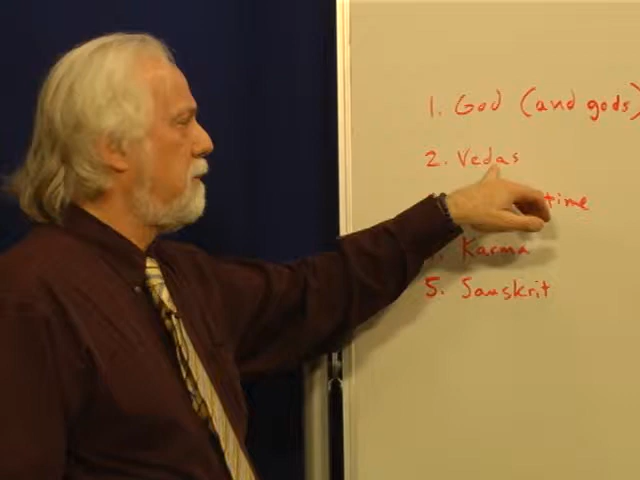 1. God (and gods)
2. Vedas
time
Karma
5. Sanskrit